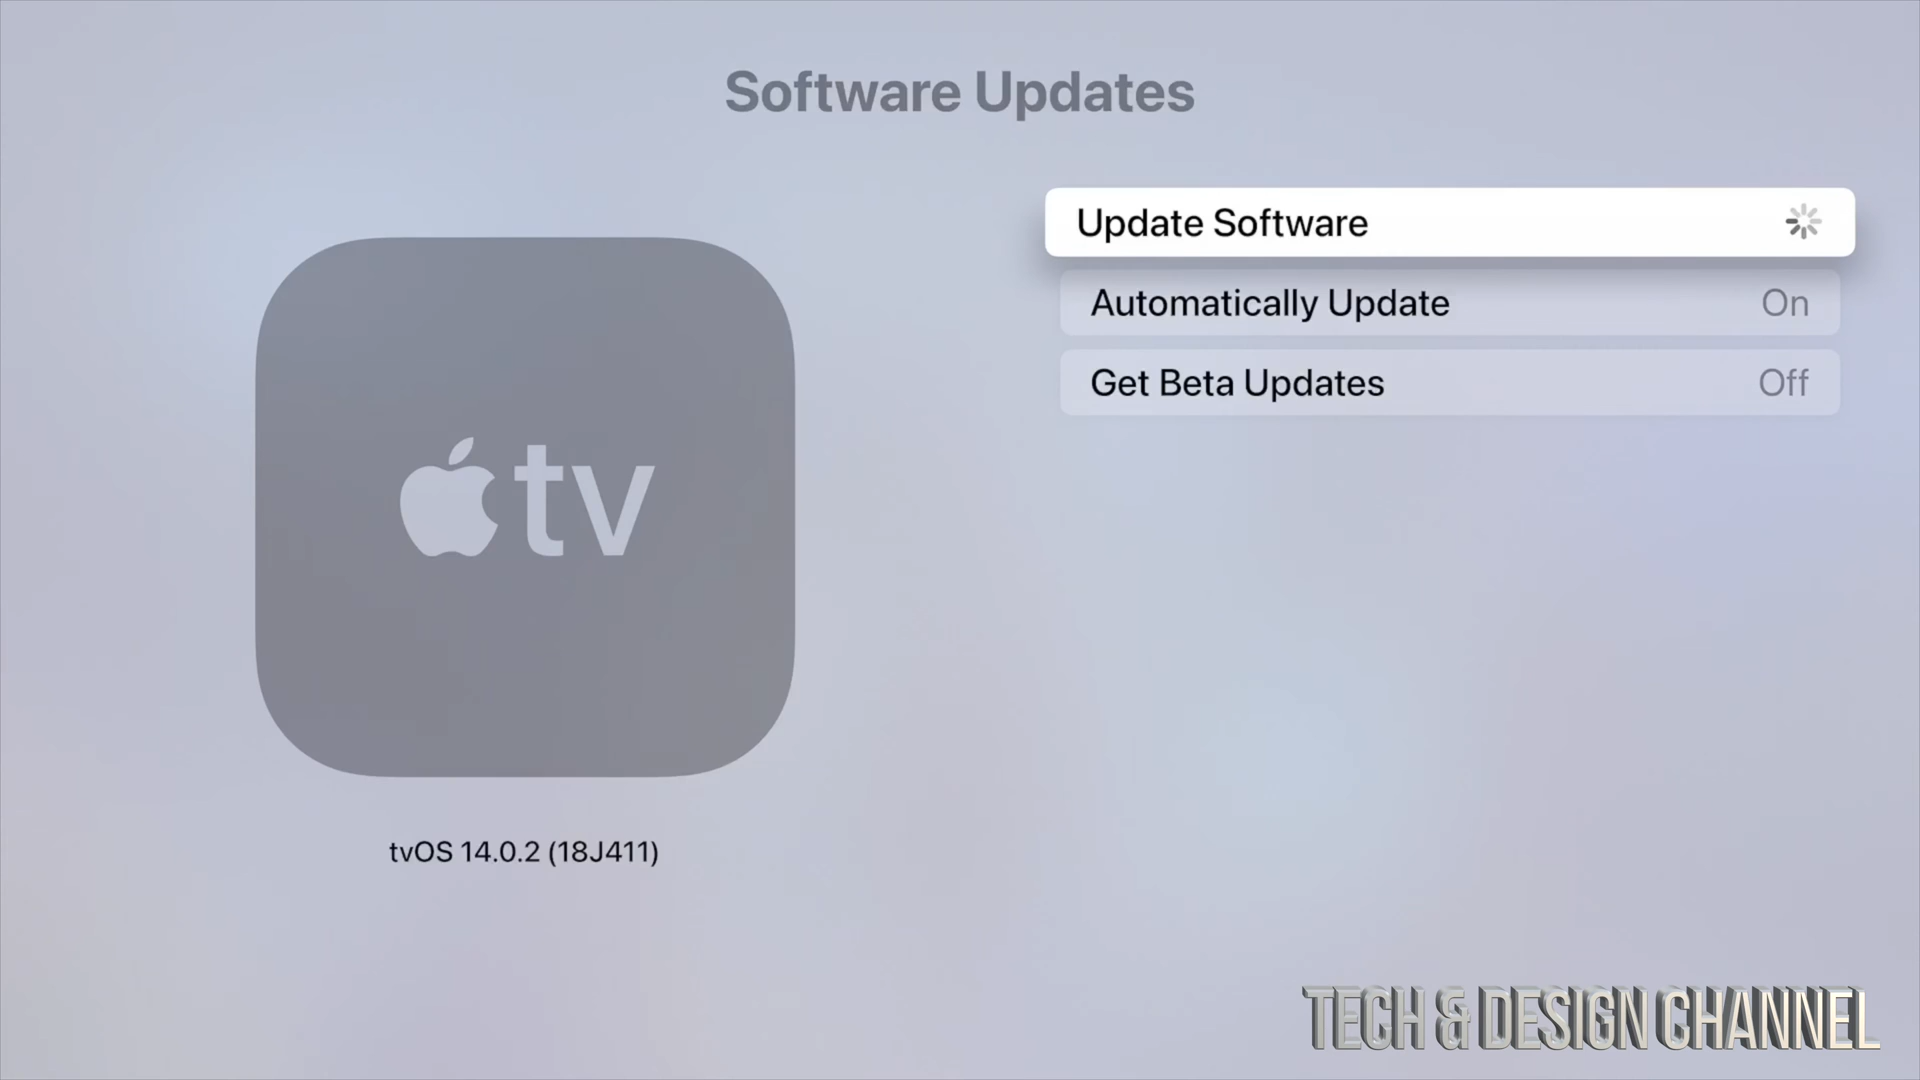 Software Updates
Update Software
Automatically Update On
Get Beta Updates Off
tv
tvOS 14.0.2 (18J411)
TECH & DESIGN CHANNEL